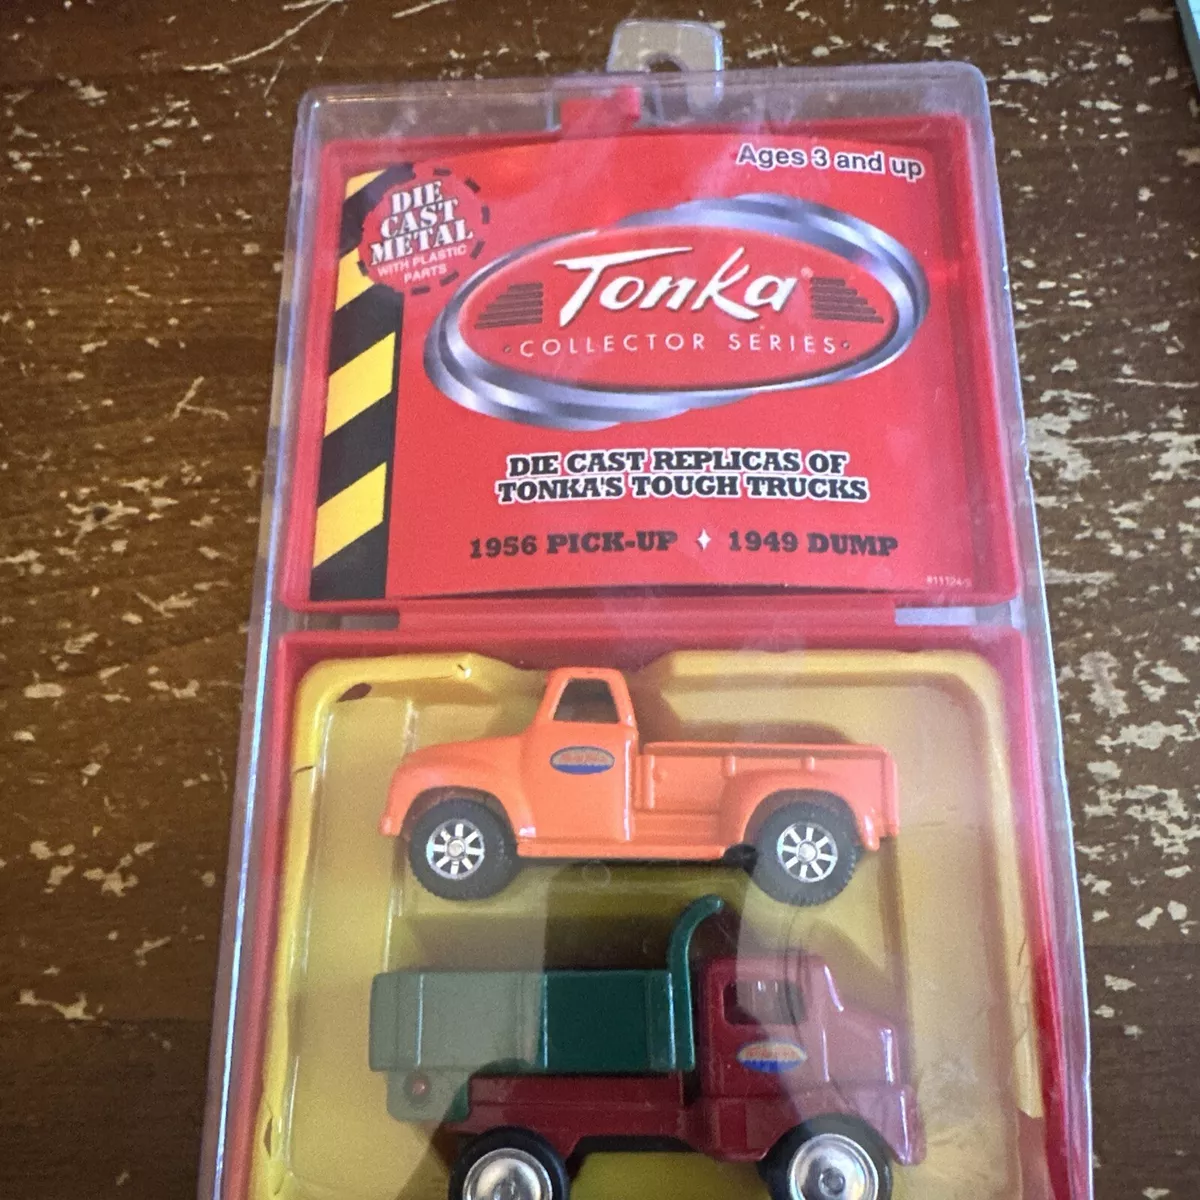 Ages 3 and up
DIE
CAST
METAL
WITH PLASTIC
PARTS
Tonka®
·COLLECTOR SERIES·
DIE CAST REPLICAS OF
TONKA'S TOUGH TRUCKS
1956 PICK-UP ✦ 1949 DUMP